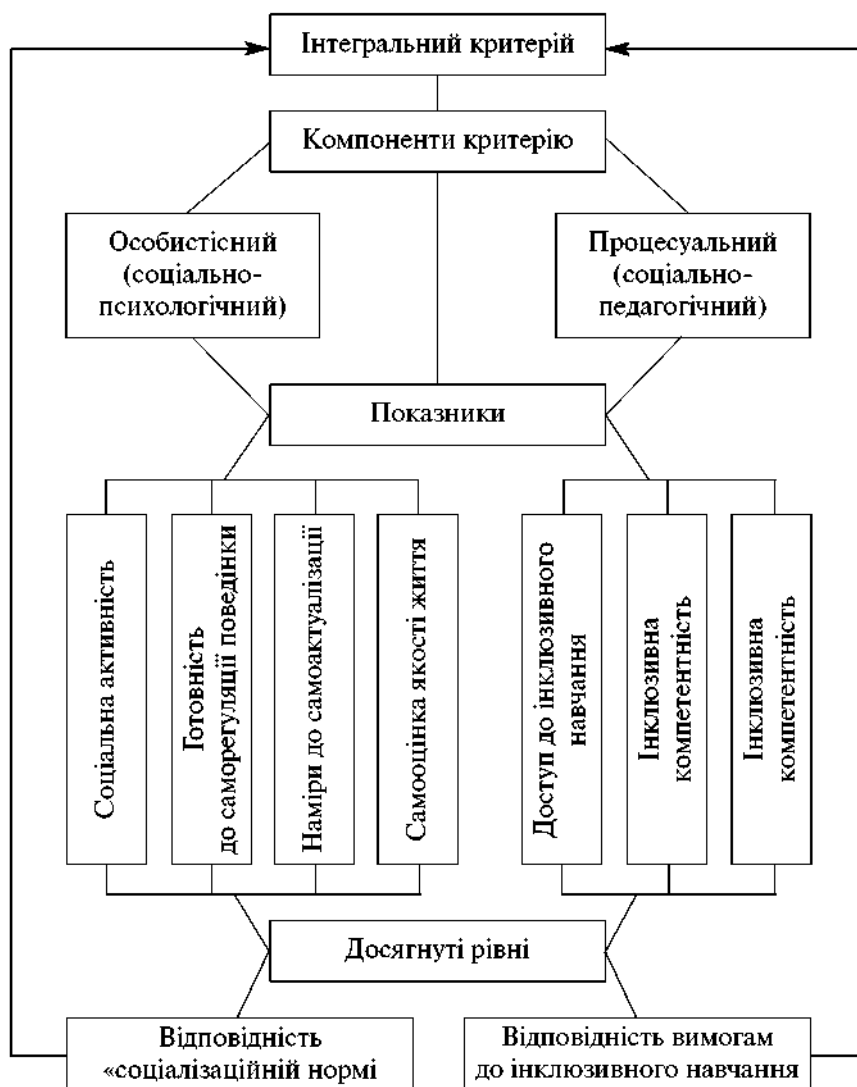 Інтегральний критерій
Компоненти критерію
Особистісний
(соціально-
психологічний)
Процесуальний
(соціально-
педагогічний)
Показники
Соціальна активність
Готовність
до саморегуляції поведінки
Наміри до самоактуалізації
Самооцінка якості життя
Доступ до інклюзивного
навчання
Інклюзивна
компетентність
Інклюзивна
компетентність
Досягнуті рівні
Відповідність
«соціалізаційній нормі
Відповідність вимогам
до інклюзивного навчання